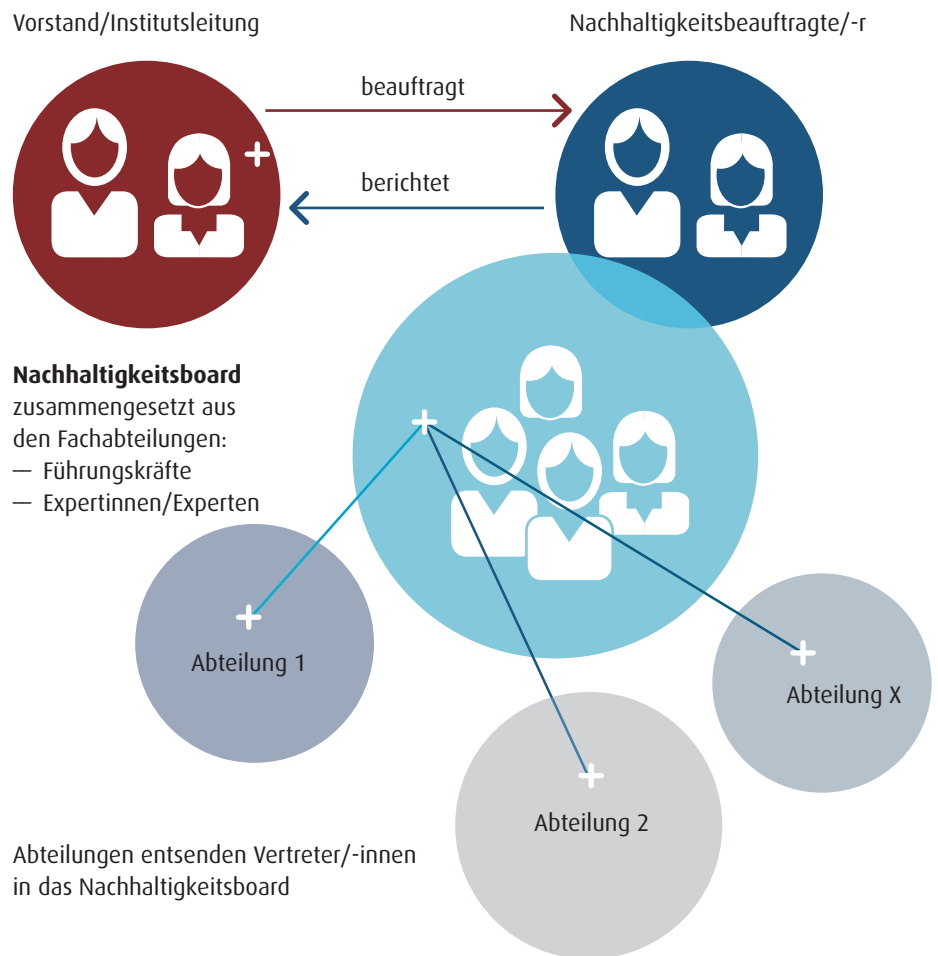 Vorstand/Institutsleitung
Nachhaltigkeitsbeauftragte/-r
beauftragt
berichtet
Nachhaltigkeitsboard
zusammengesetzt aus
den Fachabteilungen:
— Führungskräfte
— Expertinnen/Experten
Abteilung 1
Abteilung X
Abteilung 2
Abteilungen entsenden Vertreter/-innen
in das Nachhaltigkeitsboard